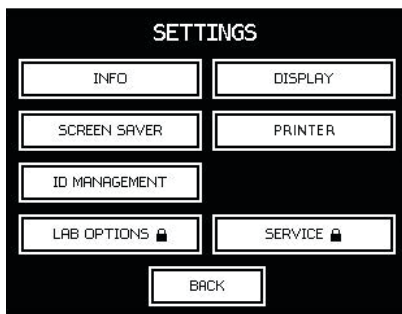 SETTINGS
INFO
DISPLAY
SCREEN SAVER
PRINTER
ID MANAGEMENT
LAB OPTIONS
SERVICE
BACK